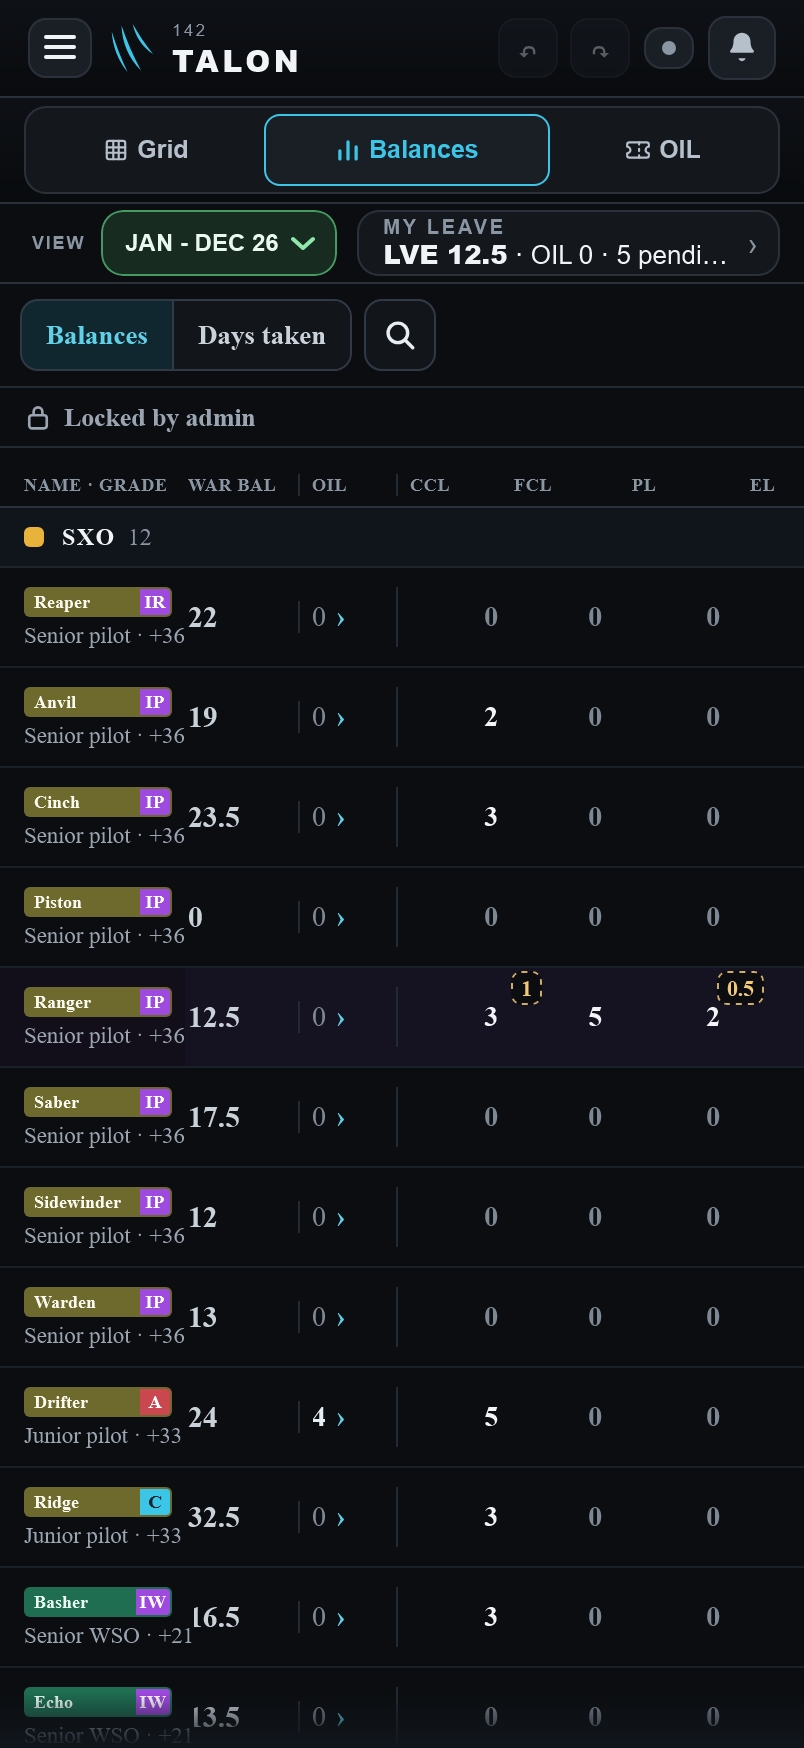 142
TALON
Grid
Balances
OIL
VIEW
JAN - DEC 26
MY LEAVE
LVE 12.5 · OIL 0 · 5 pendi… ›
Balances
Days taken
Locked by admin
NAME · GRADE WAR BAL OIL CCL FCL PL EL
SXO 12
Reaper IR
Senior pilot · +36 22 0 › 0 0 0
Anvil IP
Senior pilot · +36 19 0 › 2 0 0
Cinch IP
Senior pilot · +36 23.5 0 › 3 0 0
Piston IP
Senior pilot · +36 0 0 › 0 0 0
1 0.5
Ranger IP
Senior pilot · +36 12.5 0 › 3 5 2
Saber IP
Senior pilot · +36 17.5 0 › 0 0 0
Sidewinder IP
Senior pilot · +36 12 0 › 0 0 0
Warden IP
Senior pilot · +36 13 0 › 0 0 0
Drifter A
Junior pilot · +33 24 4 › 5 0 0
Ridge C
Junior pilot · +33 32.5 0 › 3 0 0
Basher IW
Senior WSO · +21 16.5 0 › 3 0 0
Echo IW
Senior WSO · +21 13.5 0 › 0 0 0